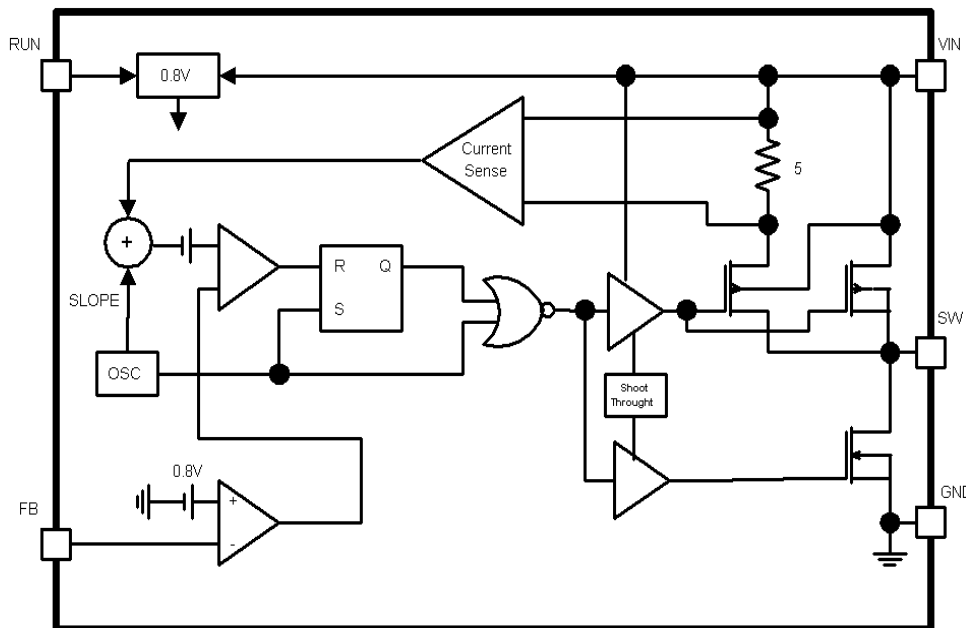 RUN
VIN
0.8V
Current
Sense
5
+
R
Q
SLOPE
S
SW
OSC
Shoot
Throught
0.8V
+
FB
-
GND